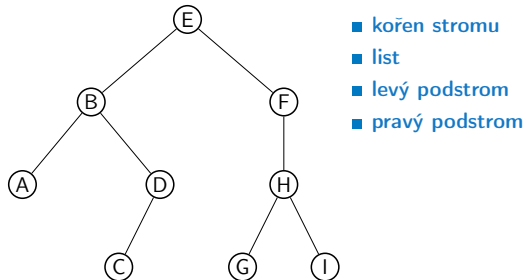 E
kořen stromu
list
levý podstrom
pravý podstrom
B F
A D H
C G I